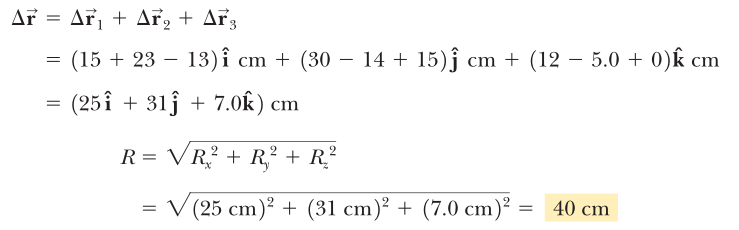 Δr⃗ = Δr⃗₁ + Δr⃗₂ + Δr⃗₃
= (15 + 23 − 13)î cm + (30 − 14 + 15)ĵ cm + (12 − 5.0 + 0)k̂ cm
= (25î + 31ĵ + 7.0k̂) cm
R = √(Rₓ² + R_y² + R_z²)
= √((25 cm)² + (31 cm)² + (7.0 cm)²) = 40 cm